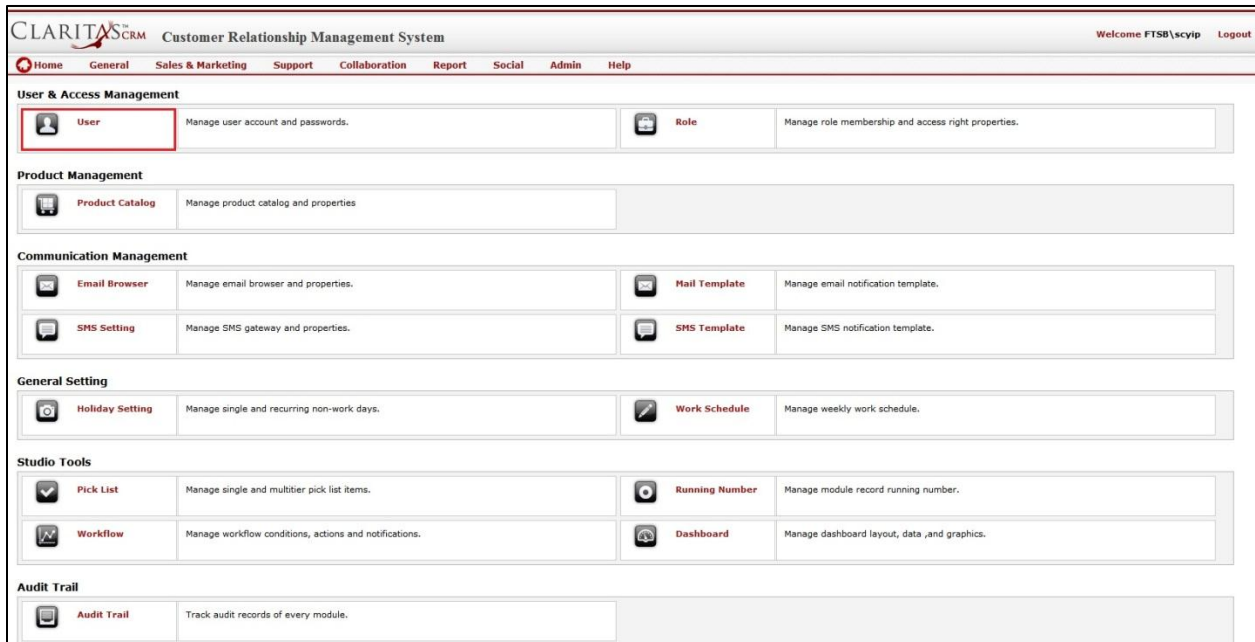 CLARITAS™CRM Customer Relationship Management System
Welcome FTSB\scyip Logout
Home General Sales & Marketing Support Collaboration Report Social Admin Help
User & Access Management
User Manage user account and passwords. Role Manage role membership and access right properties.
Product Management
Product Catalog Manage product catalog and properties
Communication Management
Email Browser Manage email browser and properties. Mail Template Manage email notification template.
SMS Setting Manage SMS gateway and properties. SMS Template Manage SMS notification template.
General Setting
Holiday Setting Manage single and recurring non-work days. Work Schedule Manage weekly work schedule.
Studio Tools
Pick List Manage single and multitier pick list items. Running Number Manage module record running number.
Workflow Manage workflow conditions, actions and notifications. Dashboard Manage dashboard layout, data ,and graphics.
Audit Trail
Audit Trail Track audit records of every module.